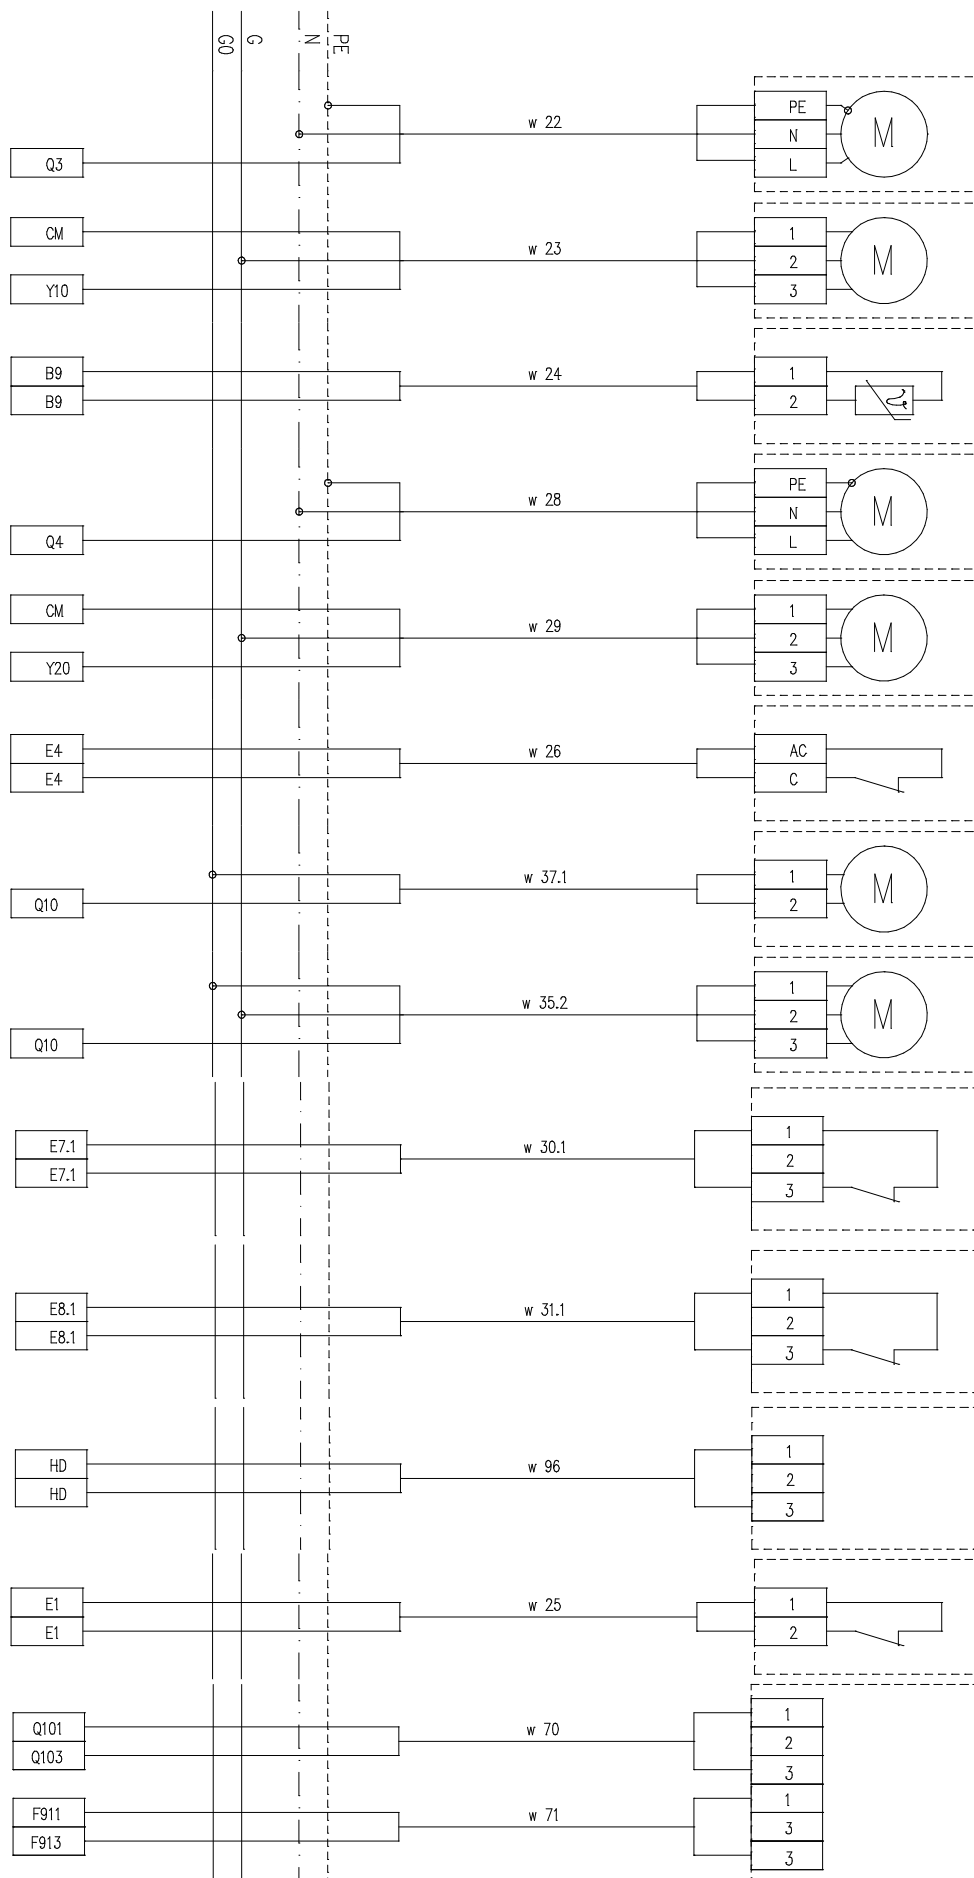 G0 G N PE
PE
w 22
N
M
Q3
L
CM
1
w 23
2
M
Y10
3
B9
w 24
1
B9
2
PE
w 28
N
M
Q4
L
CM
1
w 29
2
M
Y20
3
E4
w 26
AC
E4
C
w 37.1
1
M
Q10
2
1
w 35.2
2
M
Q10
3
1
E7.1
w 30.1
2
E7.1
3
1
E8.1
w 31.1
2
E8.1
3
1
HD
w 96
2
HD
3
E1
w 25
1
E1
2
1
Q101
w 70
2
Q103
3
1
F911
w 71
3
F913
3